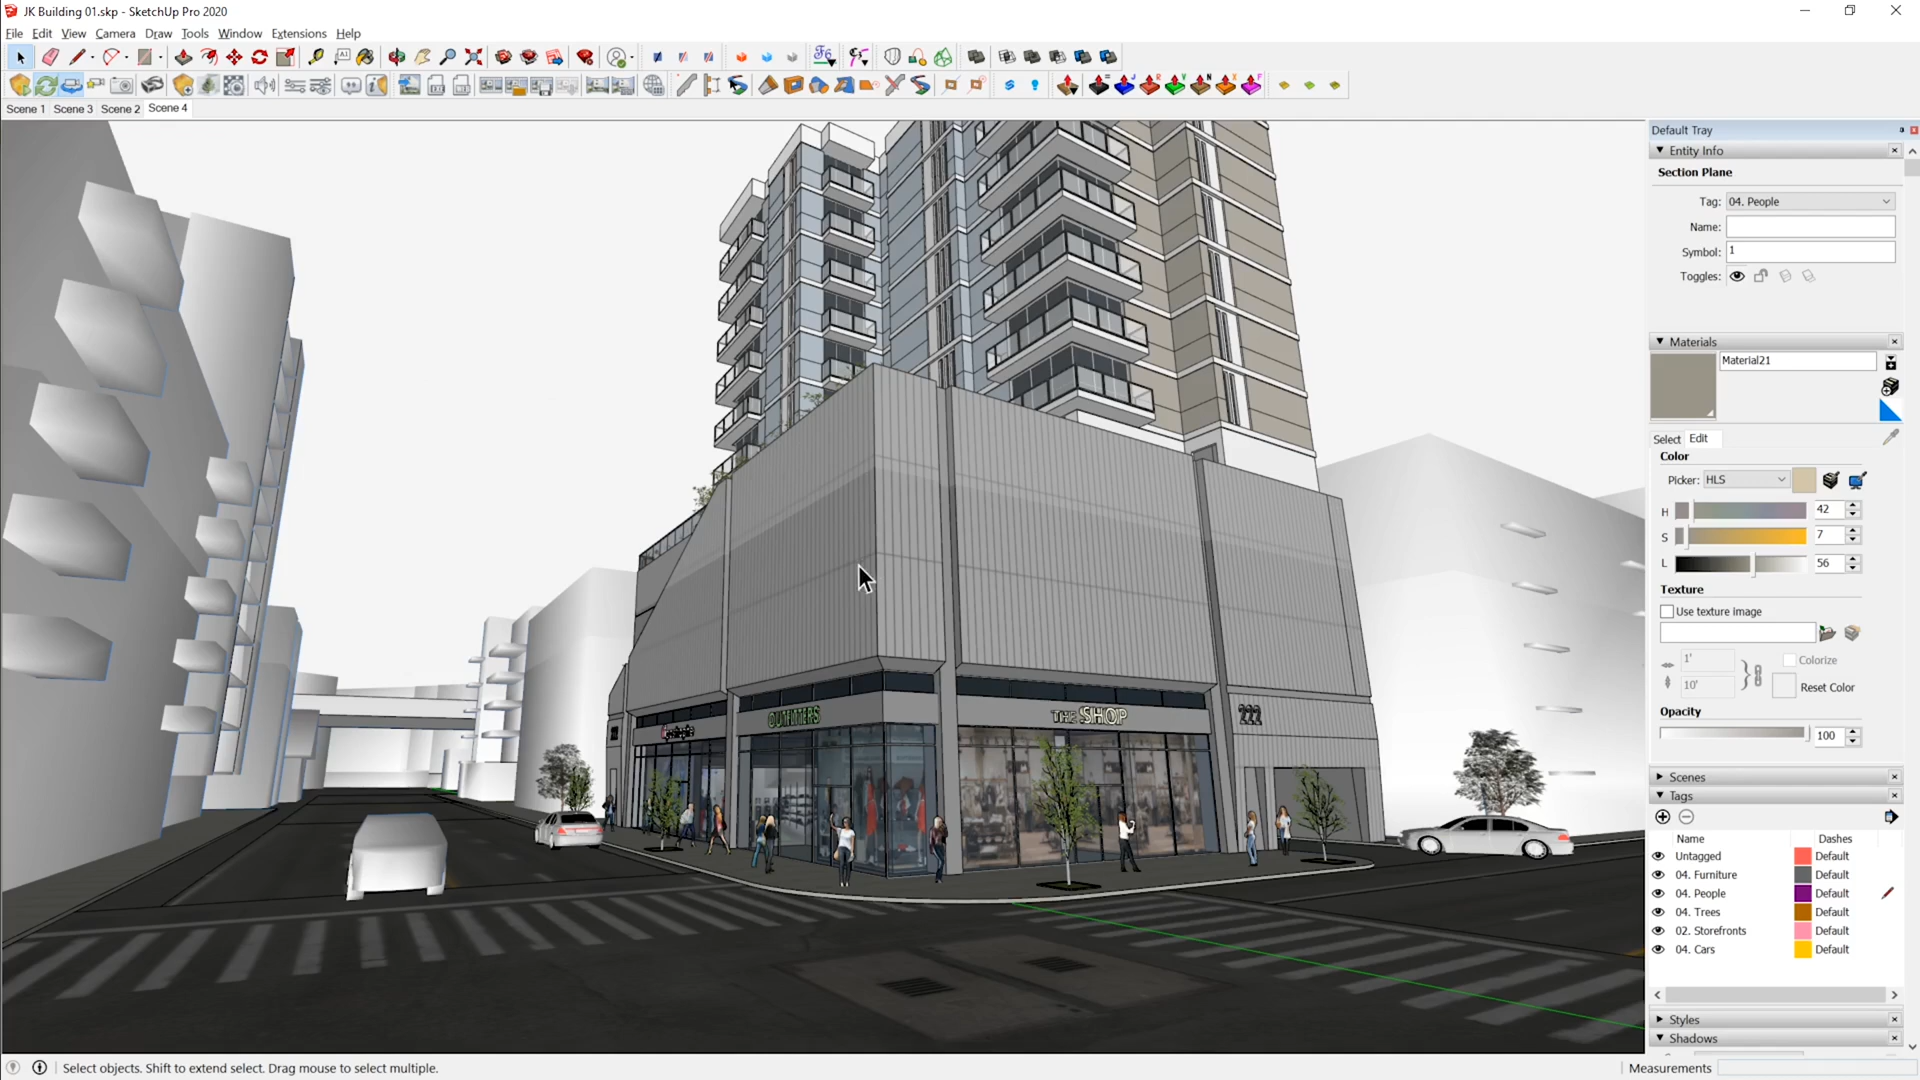 JK Building 01.skp - SketchUp Pro 2020
File Edit View Camera Draw Tools Window Extensions Help
Scene 1 Scene 3 Scene 2 Scene 4
Default Tray
Entity Info
Section Plane
Tag: 04. People
Name:
Symbol: 1
Toggles:
Materials
Material21
Select Edit
Color
Picker: HLS
H 42
S 7
L 56
Texture
Use texture image
1'
Colorize
10'
Reset Color
Opacity
100
Scenes
Tags
Name Dashes
Untagged Default
04. Furniture Default
04. People Default
04. Trees Default
02. Storefronts Default
04. Cars Default
Styles
Shadows
OUTFITTERS
THE SHOP
222
Select objects. Shift to extend select. Drag mouse to select multiple.
Measurements